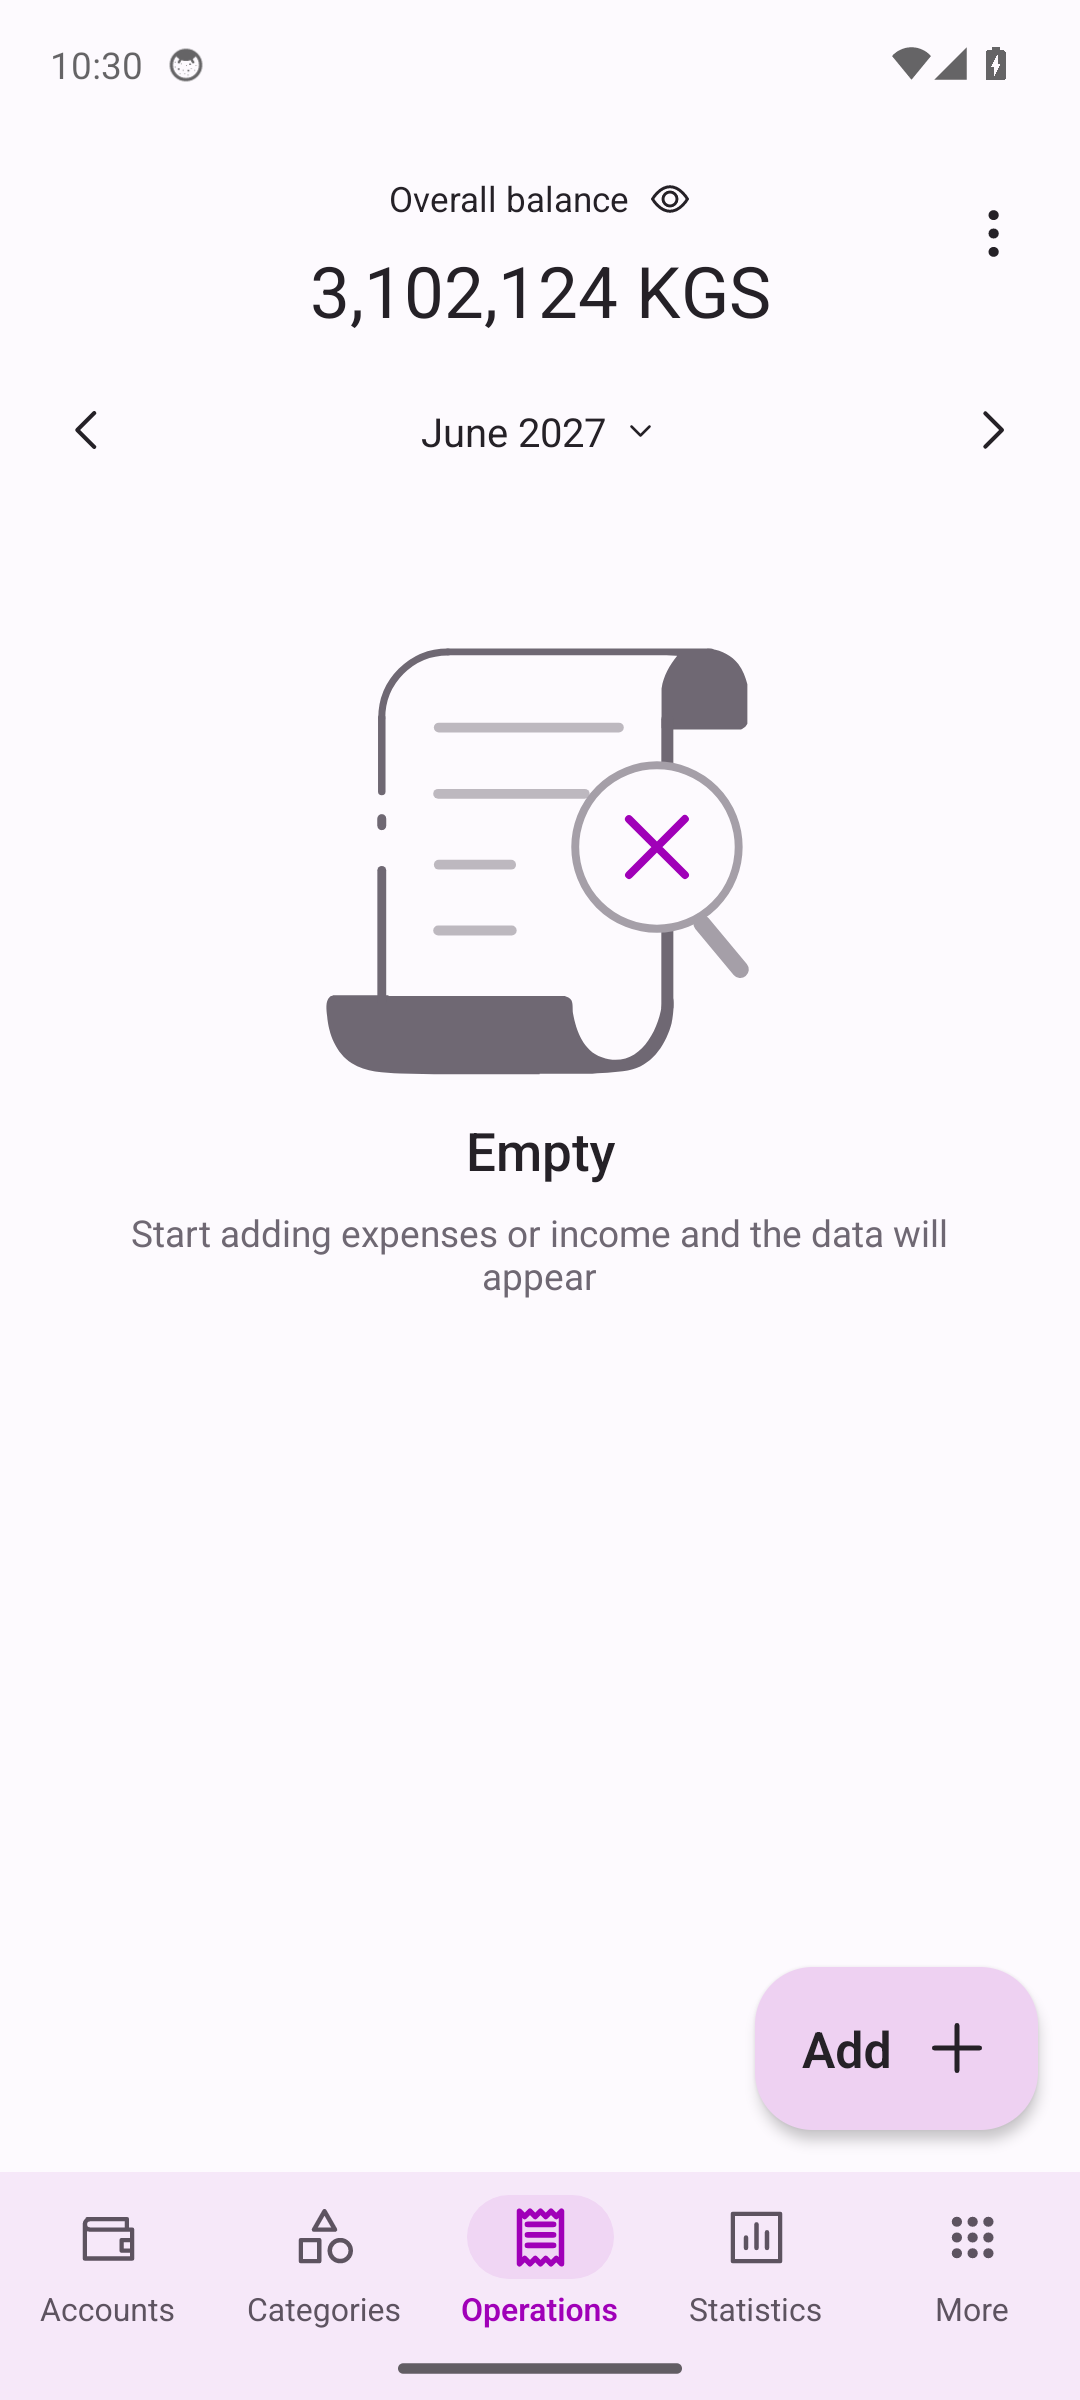 10:30
Overall balance
3,102,124 KGS
June 2027
Empty
Start adding expenses or income and the data will
appear
Add
Accounts
Categories
Operations
Statistics
More